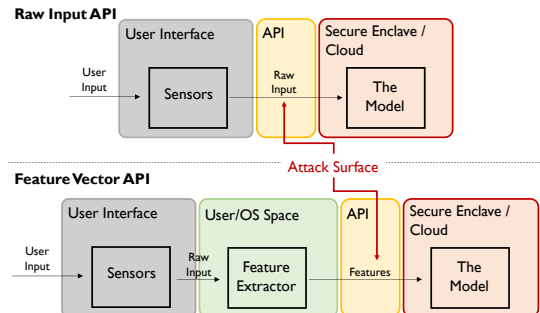 Raw Input API
User Interface
API
Secure Enclave /
Cloud
User
Input
Sensors
Raw
Input
The
Model
Attack Surface
Feature Vector API
User Interface
User/OS Space
API
Secure Enclave /
Cloud
User
Input
Sensors
Raw
Input
Feature
Extractor
Features
The
Model